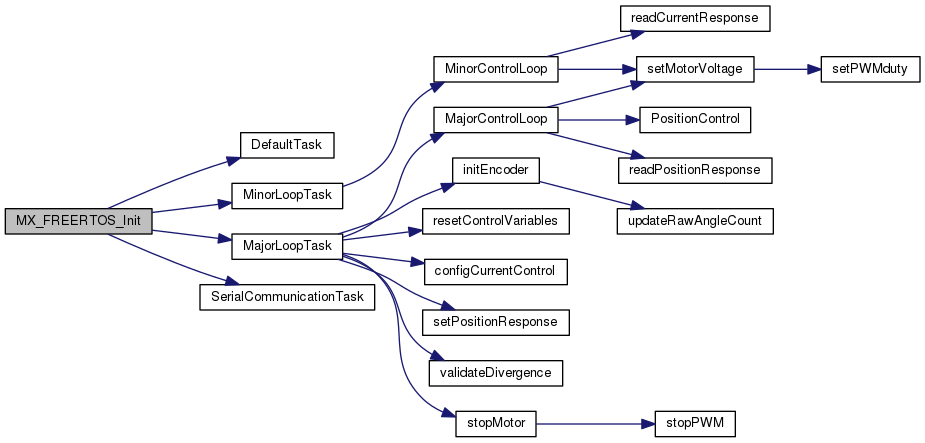 readCurrentResponse
MinorControlLoop
setMotorVoltage
setPWMduty
MajorControlLoop
PositionControl
DefaultTask
initEncoder
readPositionResponse
MinorLoopTask
MX_FREERTOS_Init
resetControlVariables
updateRawAngleCount
MajorLoopTask
configCurrentControl
SerialCommunicationTask
setPositionResponse
validateDivergence
stopMotor
stopPWM